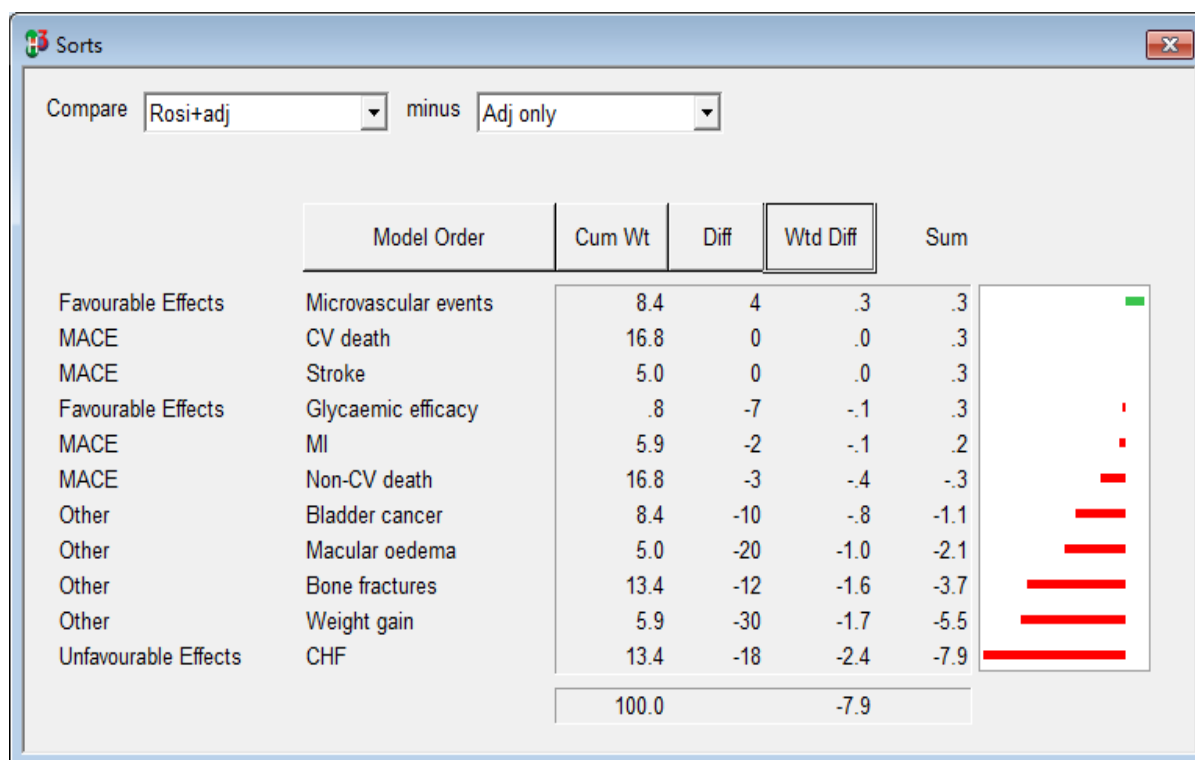 Sorts
Compare Rosi+adj minus Adj only
Model Order Cum Wt Diff Wtd Diff Sum
Favourable Effects Microvascular events 8.4 4 .3 .3
MACE CV death 16.8 0 .0 .3
MACE Stroke 5.0 0 .0 .3
Favourable Effects Glycaemic efficacy .8 -7 -.1 .3
MACE MI 5.9 -2 -.1 .2
MACE Non-CV death 16.8 -3 -.4 -.3
Other Bladder cancer 8.4 -10 -.8 -1.1
Other Macular oedema 5.0 -20 -1.0 -2.1
Other Bone fractures 13.4 -12 -1.6 -3.7
Other Weight gain 5.9 -30 -1.7 -5.5
Unfavourable Effects CHF 13.4 -18 -2.4 -7.9
100.0 -7.9